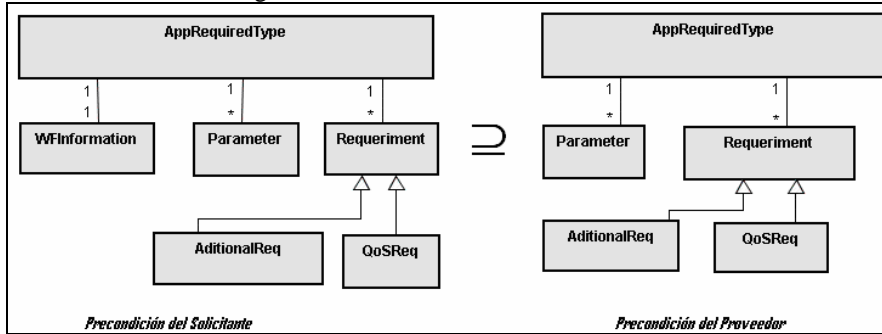 AppRequiredType
1
1
1
1
*
*
WFInformation
Parameter
Requeriment
AditionalReq
QoSReq
Precondición del Solicitante
⊇
AppRequiredType
1
1
*
*
Parameter
Requeriment
AditionalReq
QoSReq
Precondición del Proveedor